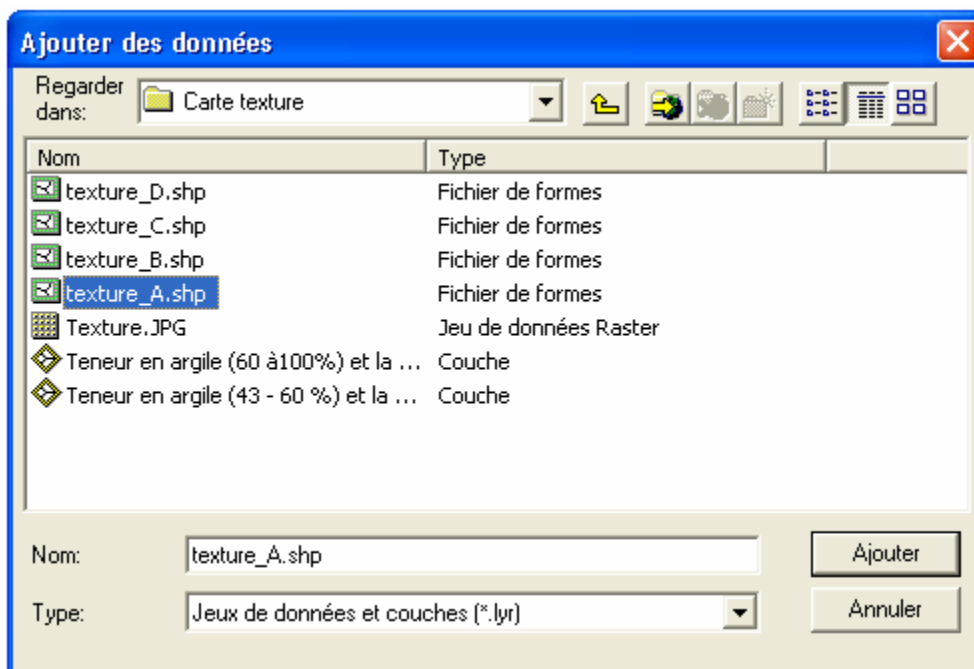 Ajouter des données
Regarder dans:
Carte texture
Nom Type
texture_D.shp Fichier de formes
texture_C.shp Fichier de formes
texture_B.shp Fichier de formes
texture_A.shp Fichier de formes
Texture.JPG Jeu de données Raster
Teneur en argile (60 à100%) et la ... Couche
Teneur en argile (43 - 60 %) et la ... Couche
Nom: texture_A.shp Ajouter
Type: Jeux de données et couches (*.lyr) Annuler